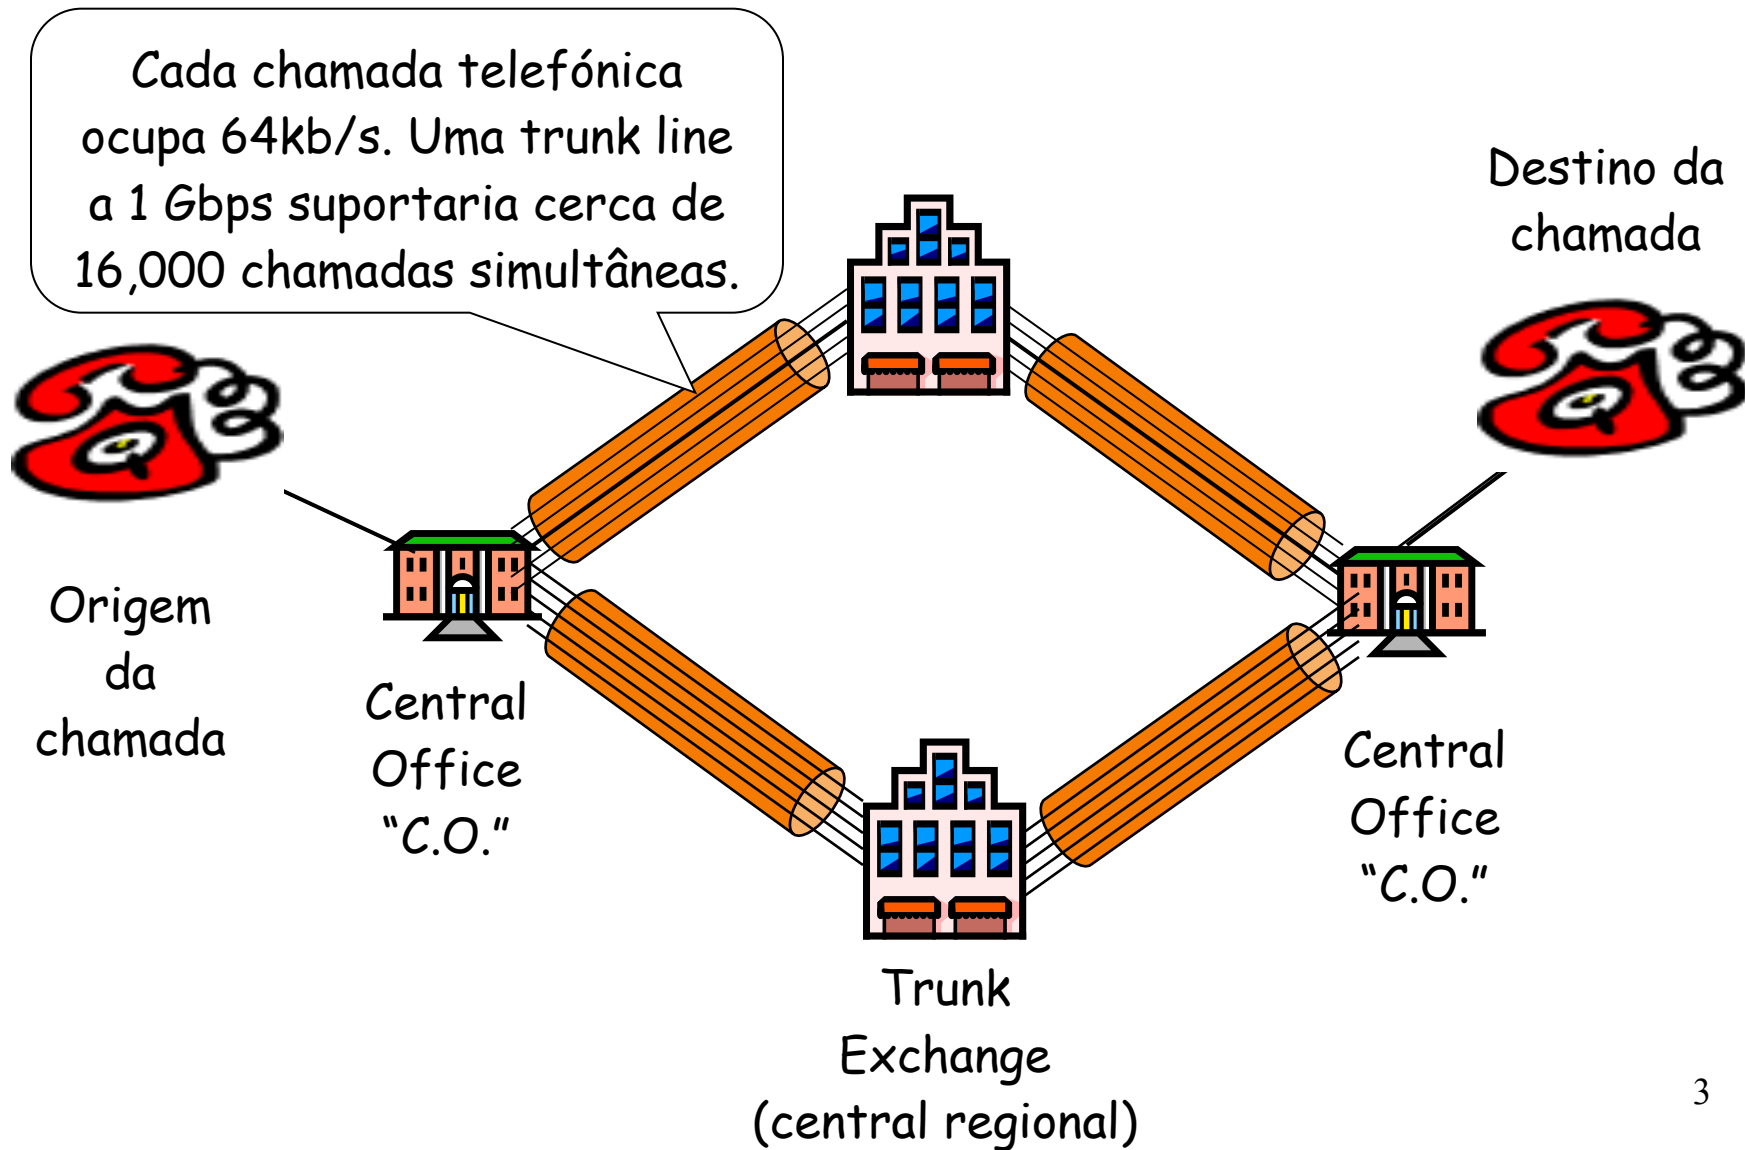 Cada chamada telefónica
ocupa 64kb/s. Uma trunk line
a 1 Gbps suportaria cerca de
16,000 chamadas simultâneas.
Destino da
chamada
Origem
da
chamada
Central
Office
“C.O.”
Central
Office
“C.O.”
Trunk
Exchange
(central regional)
3